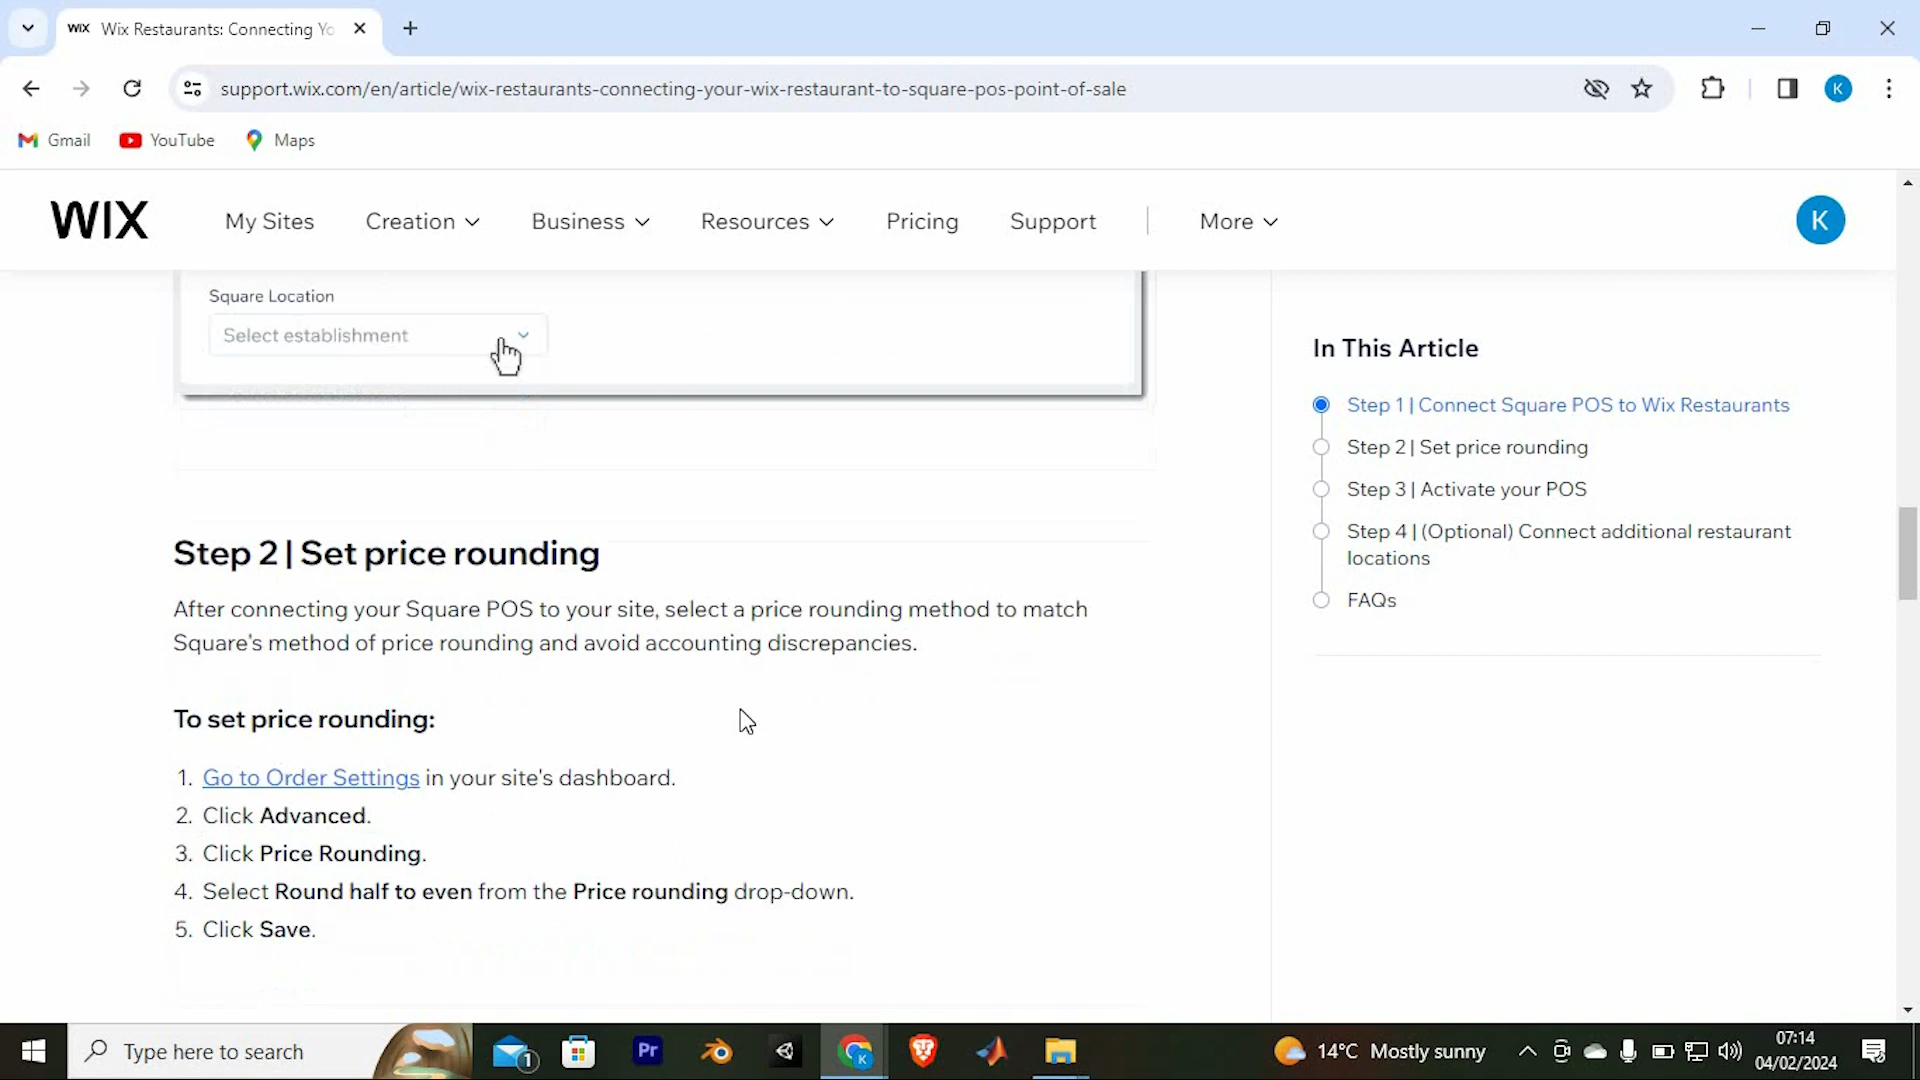 WIX Wix Restaurants: Connecting Yo
support.wix.com/en/article/wix-restaurants-connecting-your-wix-restaurant-to-square-pos-point-of-sale
K
Gmail YouTube Maps
WIX My Sites Creation Business Resources Pricing Support More K
Square Location
Select establishment
Step 2 | Set price rounding
After connecting your Square POS to your site, select a price rounding method to match
Square's method of price rounding and avoid accounting discrepancies.
To set price rounding:
1. Go to Order Settings in your site's dashboard.
2. Click Advanced.
3. Click Price Rounding.
4. Select Round half to even from the Price rounding drop-down.
5. Click Save.
In This Article
Step 1 | Connect Square POS to Wix Restaurants
Step 2 | Set price rounding
Step 3 | Activate your POS
Step 4 | (Optional) Connect additional restaurant
locations
FAQs
Type here to search
1
Pr
K
14°C Mostly sunny
07:14
04/02/2024